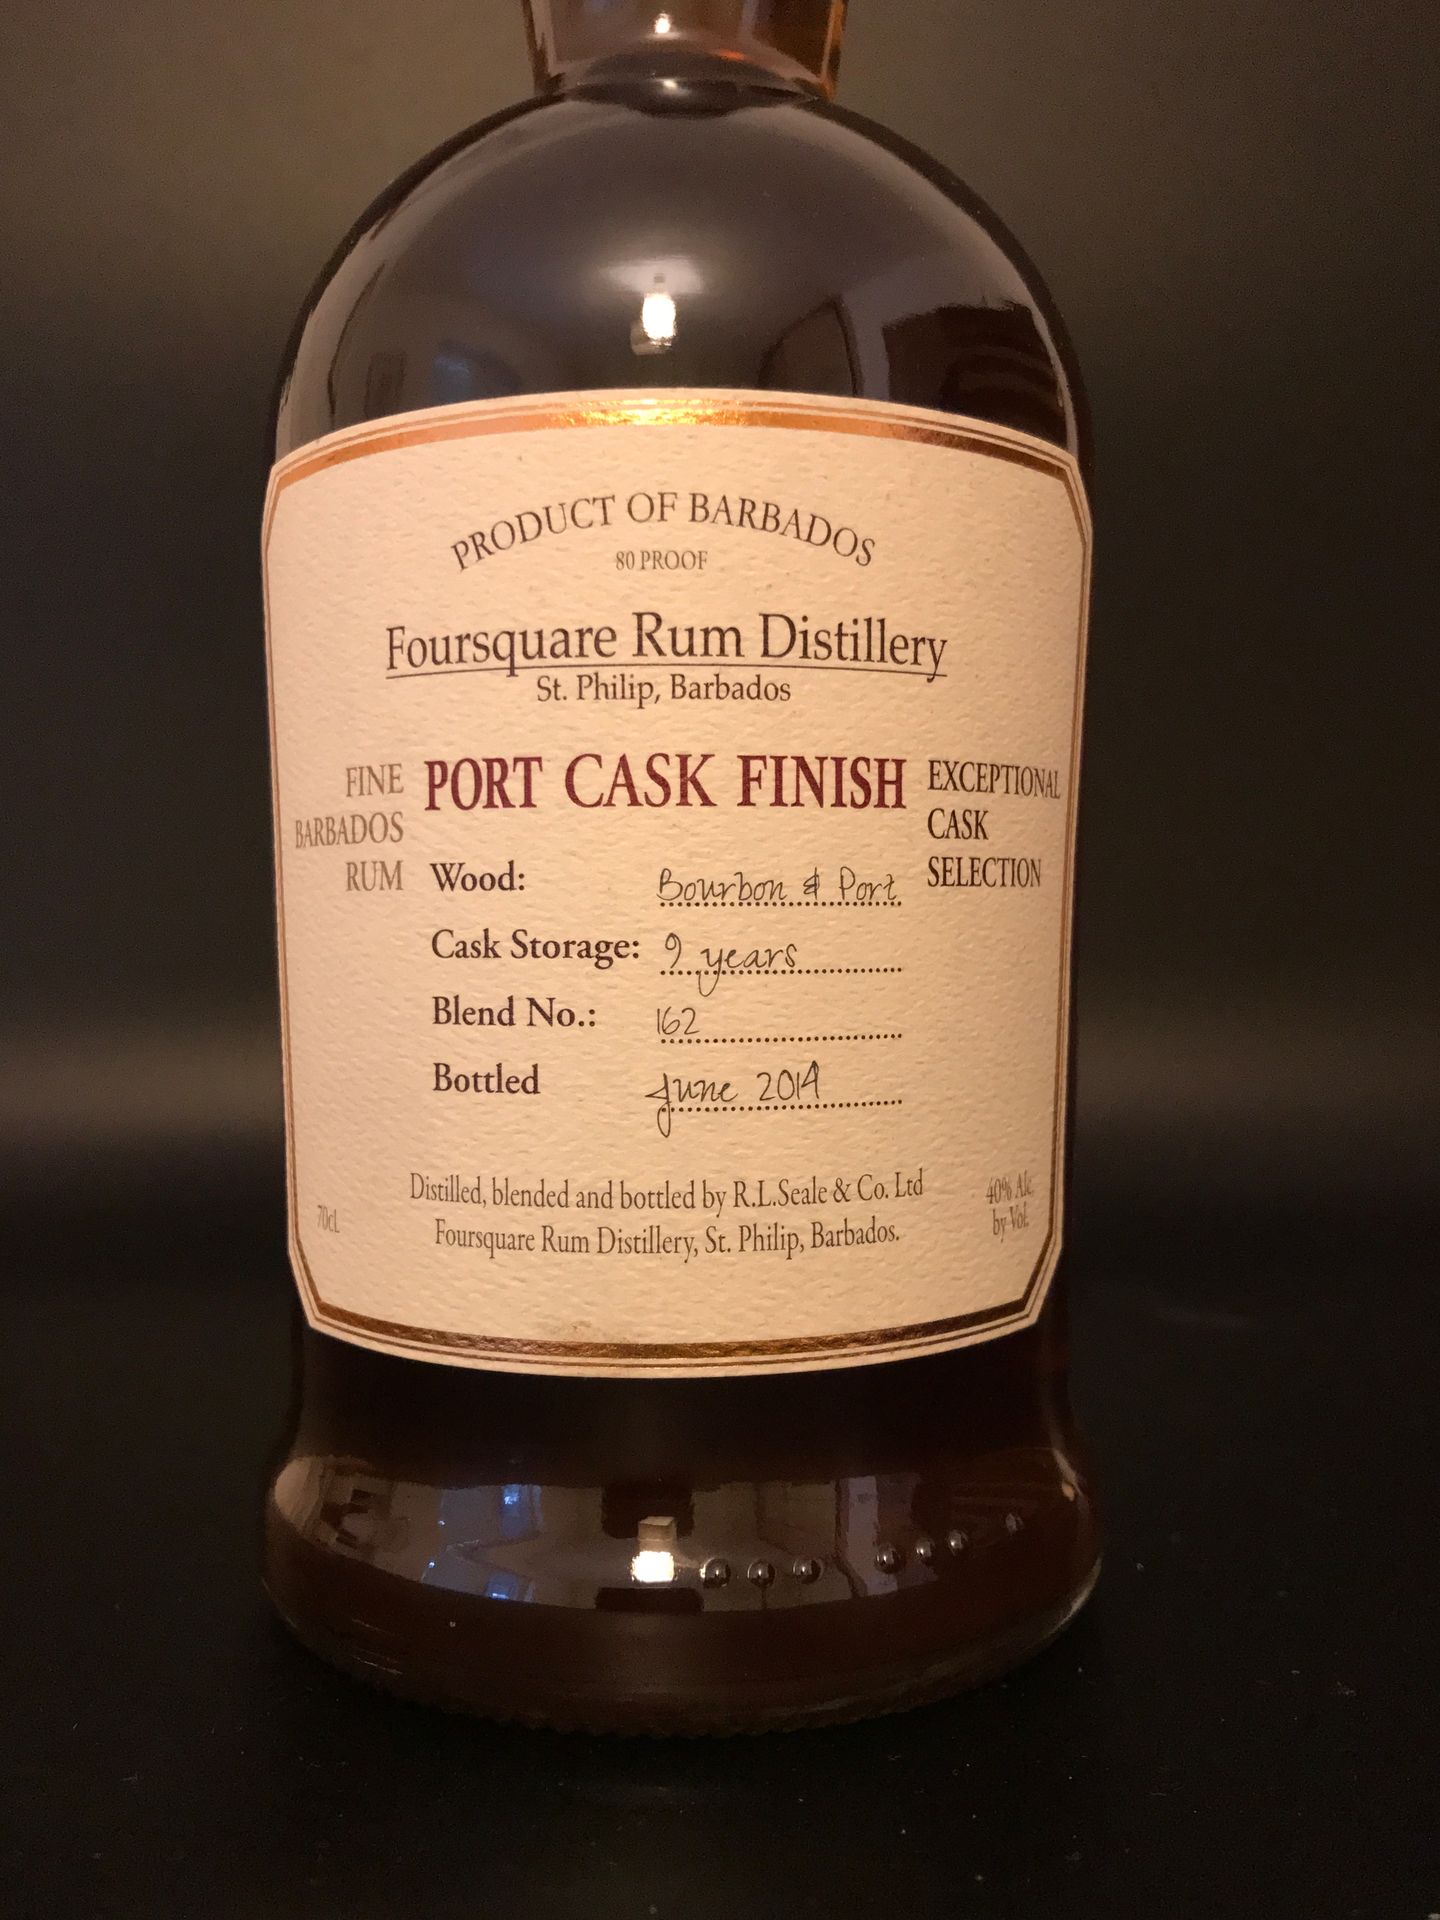 PRODUCT OF BARBADOS
80 PROOF
Foursquare Rum Distillery
St. Philip, Barbados
FINE
BARBADOS
RUM
PORT CASK FINISH
EXCEPTIONAL
CASK
SELECTION
Wood: Bourbon & Port
Cask Storage: 9 years
Blend No.: 162
Bottled June 2014
Distilled, blended and bottled by R.L.Seale & Co. Ltd
Foursquare Rum Distillery, St. Philip, Barbados.
70cL
40% Alc.
by Vol.